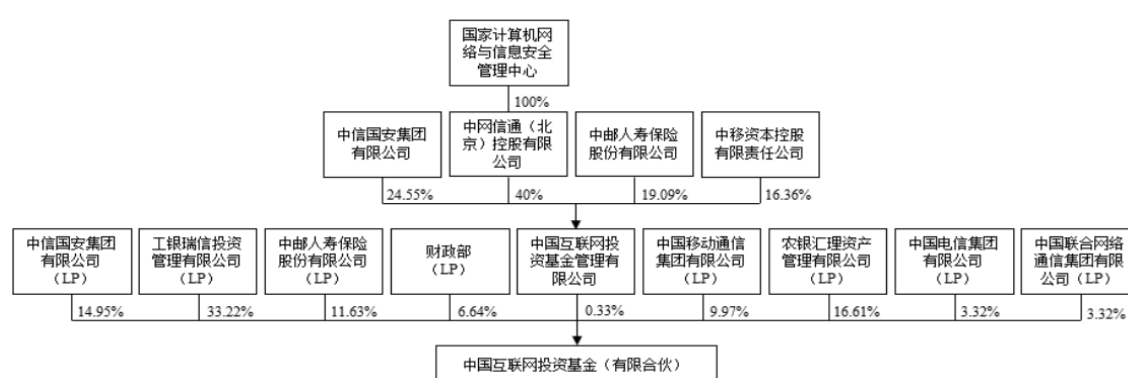 国家计算机网
络与信息安全
管理中心
100%
中信国安集团
有限公司
中网信通（北
京）控股有限
公司
中邮人寿保险
股份有限公司
中移资本控股
有限责任公司
24.55%
40%
19.09%
16.36%
中信国安集团
有限公司
（LP）
工银瑞信投资
管理有限公司
（LP）
中邮人寿保险
股份有限公司
（LP）
财政部
（LP）
中国互联网投
资基金管理有
限公司
中国移动通信
集团有限公司
（LP）
农银汇理资产
管理有限公司
（LP）
中国电信集团
有限公司
（LP）
中国联合网络
通信集团有限
公司（LP）
14.95%
33.22%
11.63%
6.64%
0.33%
9.97%
16.61%
3.32%
3.32%
中国互联网投资基金（有限合伙）